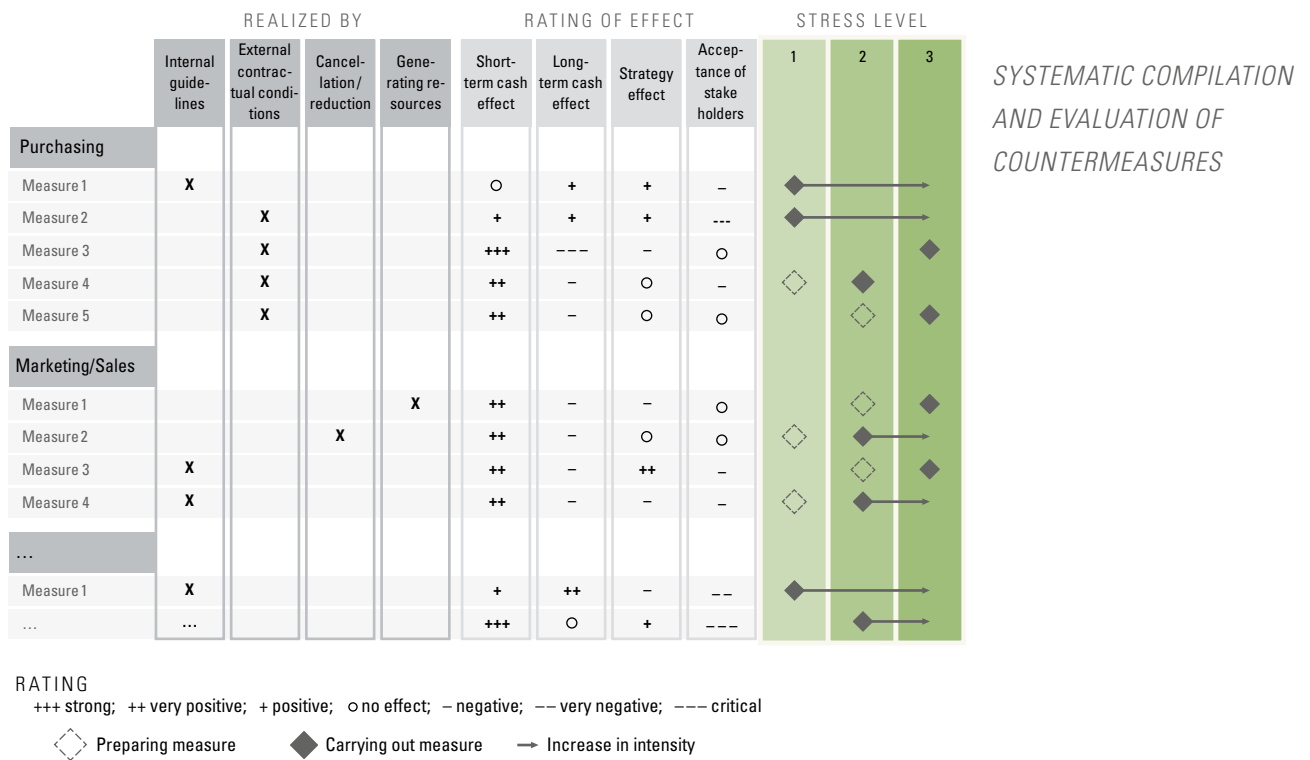 REALIZED BY RATING OF EFFECT STRESS LEVEL
Internal guide-lines
External contrac-tual condi-tions
Cancel-lation/reduction
Gene-rating re-sources
Short-term cash effect
Long-term cash effect
Strategy effect
Accep-tance of stake holders
1 2 3
SYSTEMATIC COMPILATION
AND EVALUATION OF
COUNTERMEASURES
Purchasing
Measure 1 X O + + –
Measure 2 X + + + ---
Measure 3 X +++ ––– – O
Measure 4 X ++ – O –
Measure 5 X ++ – O O
Marketing/Sales
Measure 1 X ++ – – O
Measure 2 X ++ – O O
Measure 3 X ++ – ++ –
Measure 4 X ++ – – –
...
Measure 1 X + ++ – ––
... ... +++ O + –––
RATING
+++ strong; ++ very positive; + positive; o no effect; – negative; –– very negative; ––– critical
Preparing measure Carrying out measure → Increase in intensity